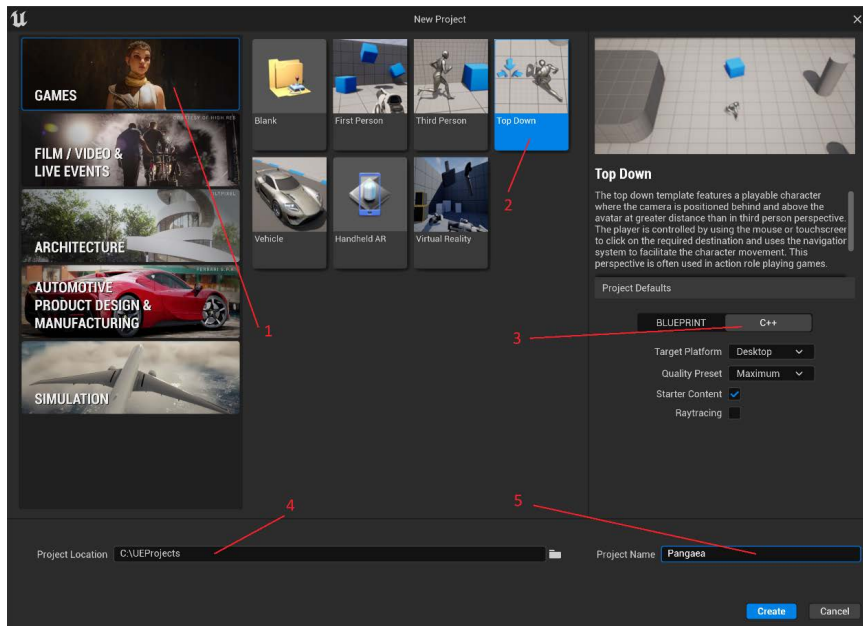 New Project
GAMES
COURTESY OF HIGH RES
FILM / VIDEO &
LIVE EVENTS
ARCHITECTURE
FERRARI S.P.A.
AUTOMOTIVE
PRODUCT DESIGN &
MANUFACTURING
SIMULATION
Blank
First Person
Third Person
Top Down
Vehicle
Handheld AR
Virtual Reality
1
2
Top Down
The top down template features a playable character
where the camera is positioned behind and above the
avatar at greater distance than in third person perspective.
The player is controlled by using the mouse or touchscreen
to click on the required destination and uses the navigation
system to facilitate the character movement. This
perspective is often used in action role playing games.
Project Defaults
BLUEPRINT C++
3
Target Platform Desktop
Quality Preset Maximum
Starter Content
Raytracing
4
5
Project Location C:\UEProjects
Project Name Pangaea
Create Cancel